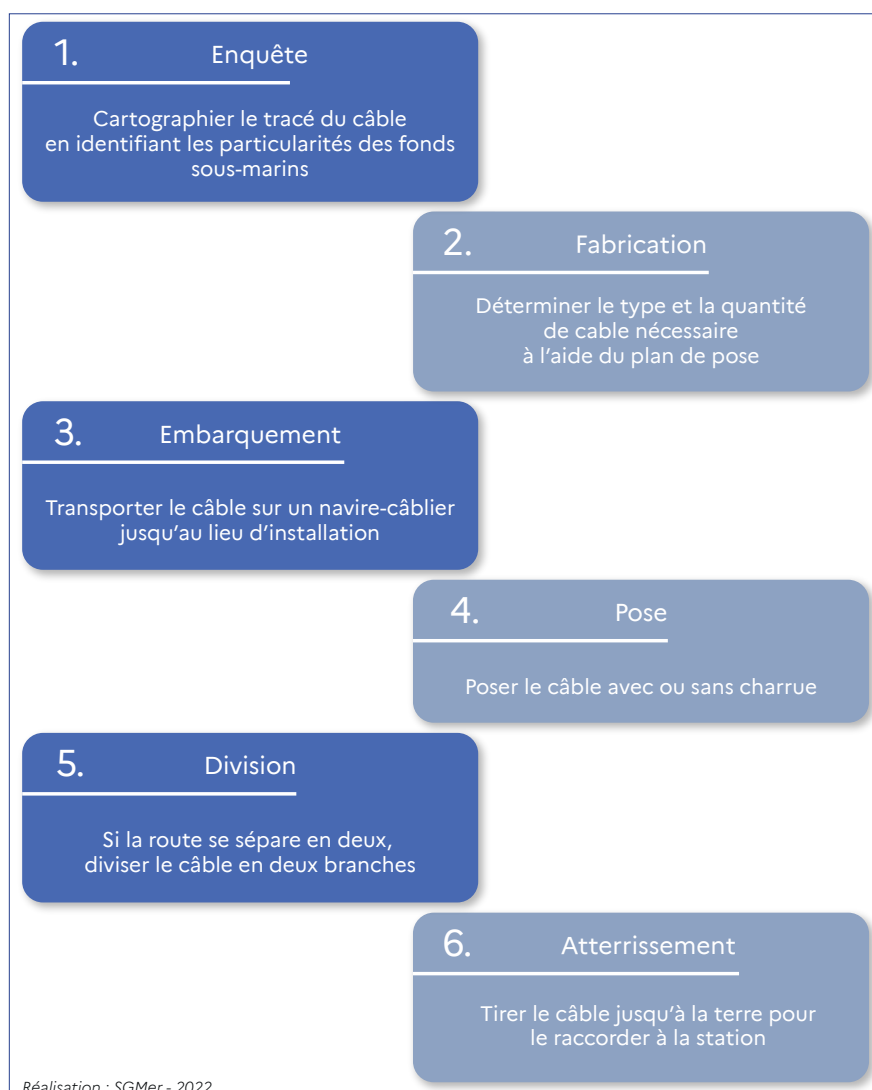 1. Enquête
Cartographier le tracé du câble
en identifiant les particularités des fonds
sous-marins
2. Fabrication
Déterminer le type et la quantité
de cable nécessaire
à l'aide du plan de pose
3. Embarquement
Transporter le câble sur un navire-câblier
jusqu'au lieu d'installation
4. Pose
Poser le câble avec ou sans charrue
5. Division
Si la route se sépare en deux,
diviser le câble en deux branches
6. Atterrissement
Tirer le câble jusqu'à la terre pour
le raccorder à la station
Réalisation : SGMer - 2022